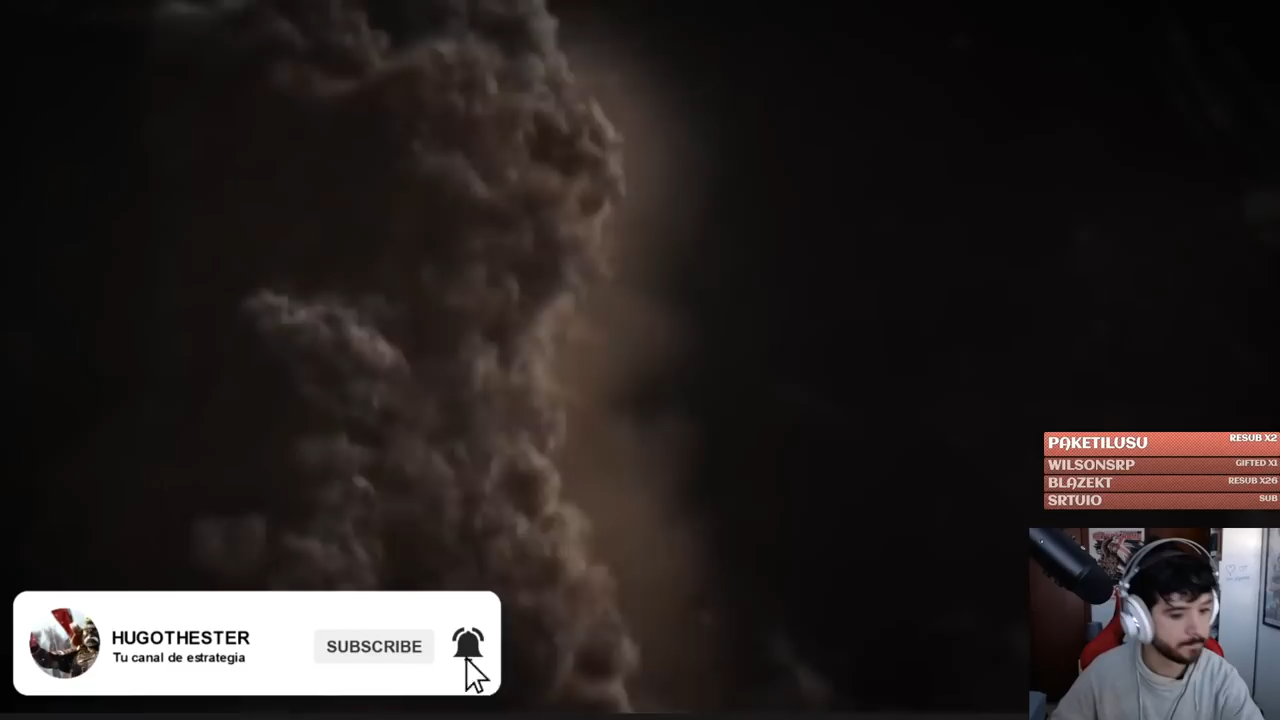 PAKETILUSU RESUB X2
WILSONSRP GIFTED X1
BLAZEKT RESUB X26
SRTUIO SUB
HUGOTHESTER
Tu canal de estrategia
SUBSCRIBE